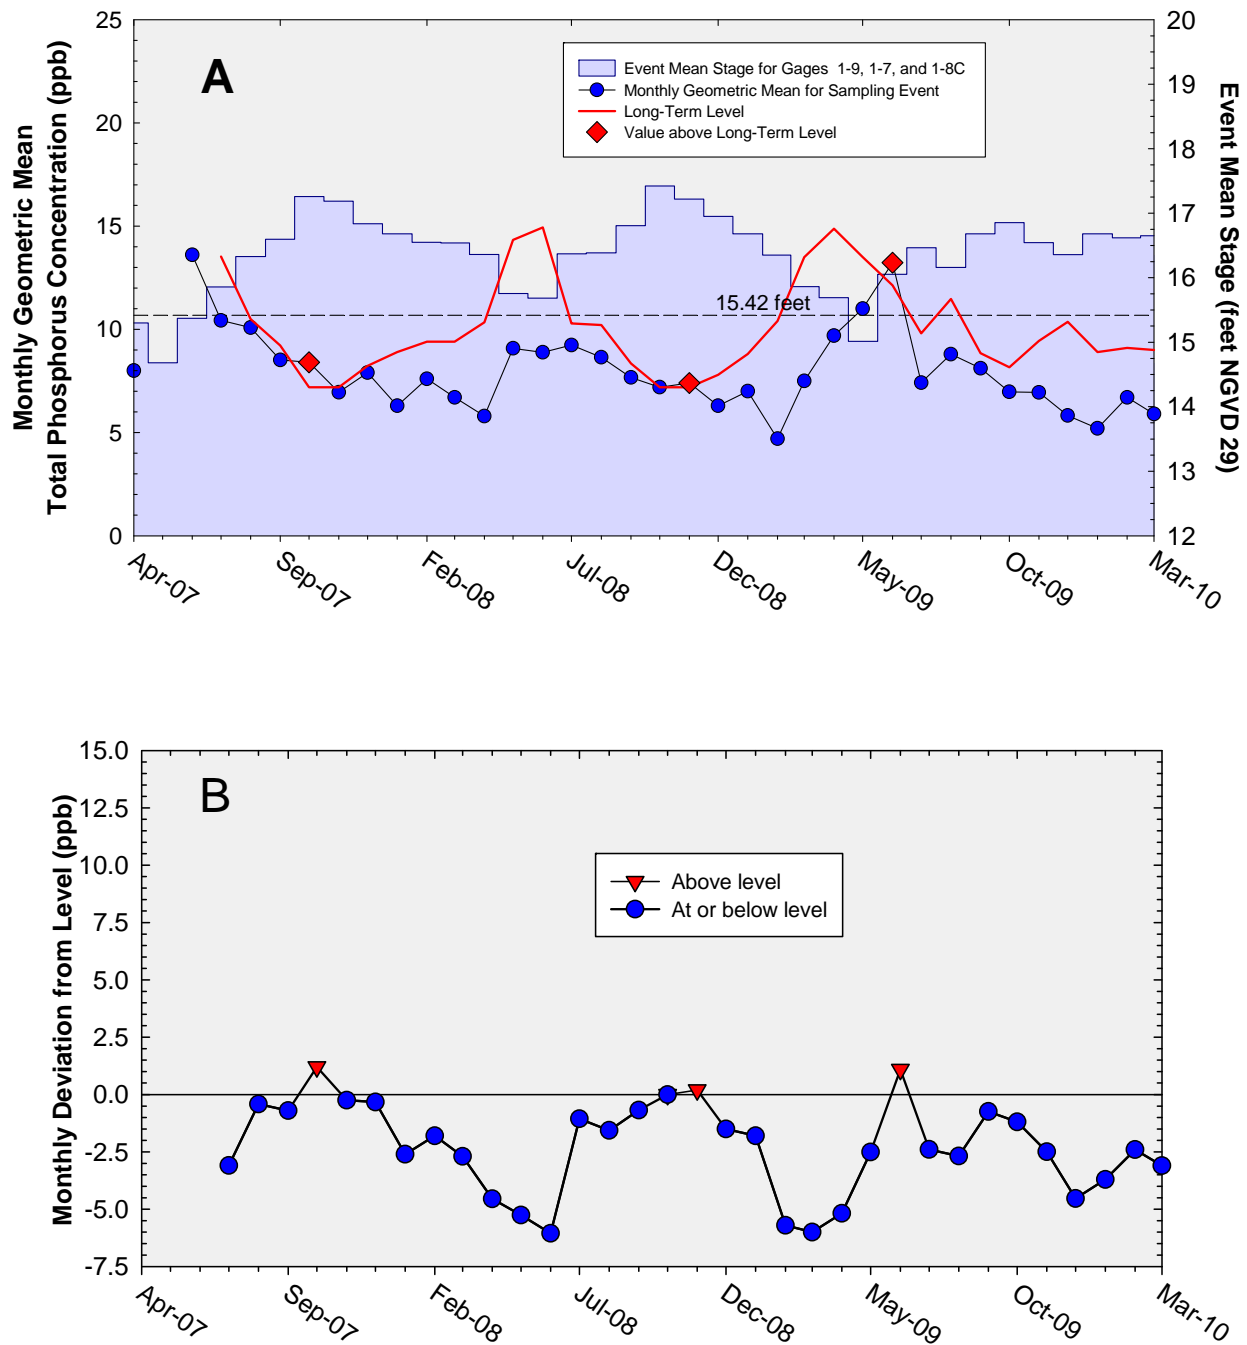 A
Monthly Geometric Mean
Total Phosphorus Concentration (ppb)
25
20
15
10
5
0
Event Mean Stage for Gages 1-9, 1-7, and 1-8C
Monthly Geometric Mean for Sampling Event
Long-Term Level
Value above Long-Term Level
15.42 feet
20
19
18
17
16
15
14
13
12
Event Mean Stage (feet NGVD 29)
Apr-07
Sep-07
Feb-08
Jul-08
Dec-08
May-09
Oct-09
Mar-10
B
Monthly Deviation from Level (ppb)
15.0
12.5
10.0
7.5
5.0
2.5
0.0
-2.5
-5.0
-7.5
Above level
At or below level
Apr-07
Sep-07
Feb-08
Jul-08
Dec-08
May-09
Oct-09
Mar-10